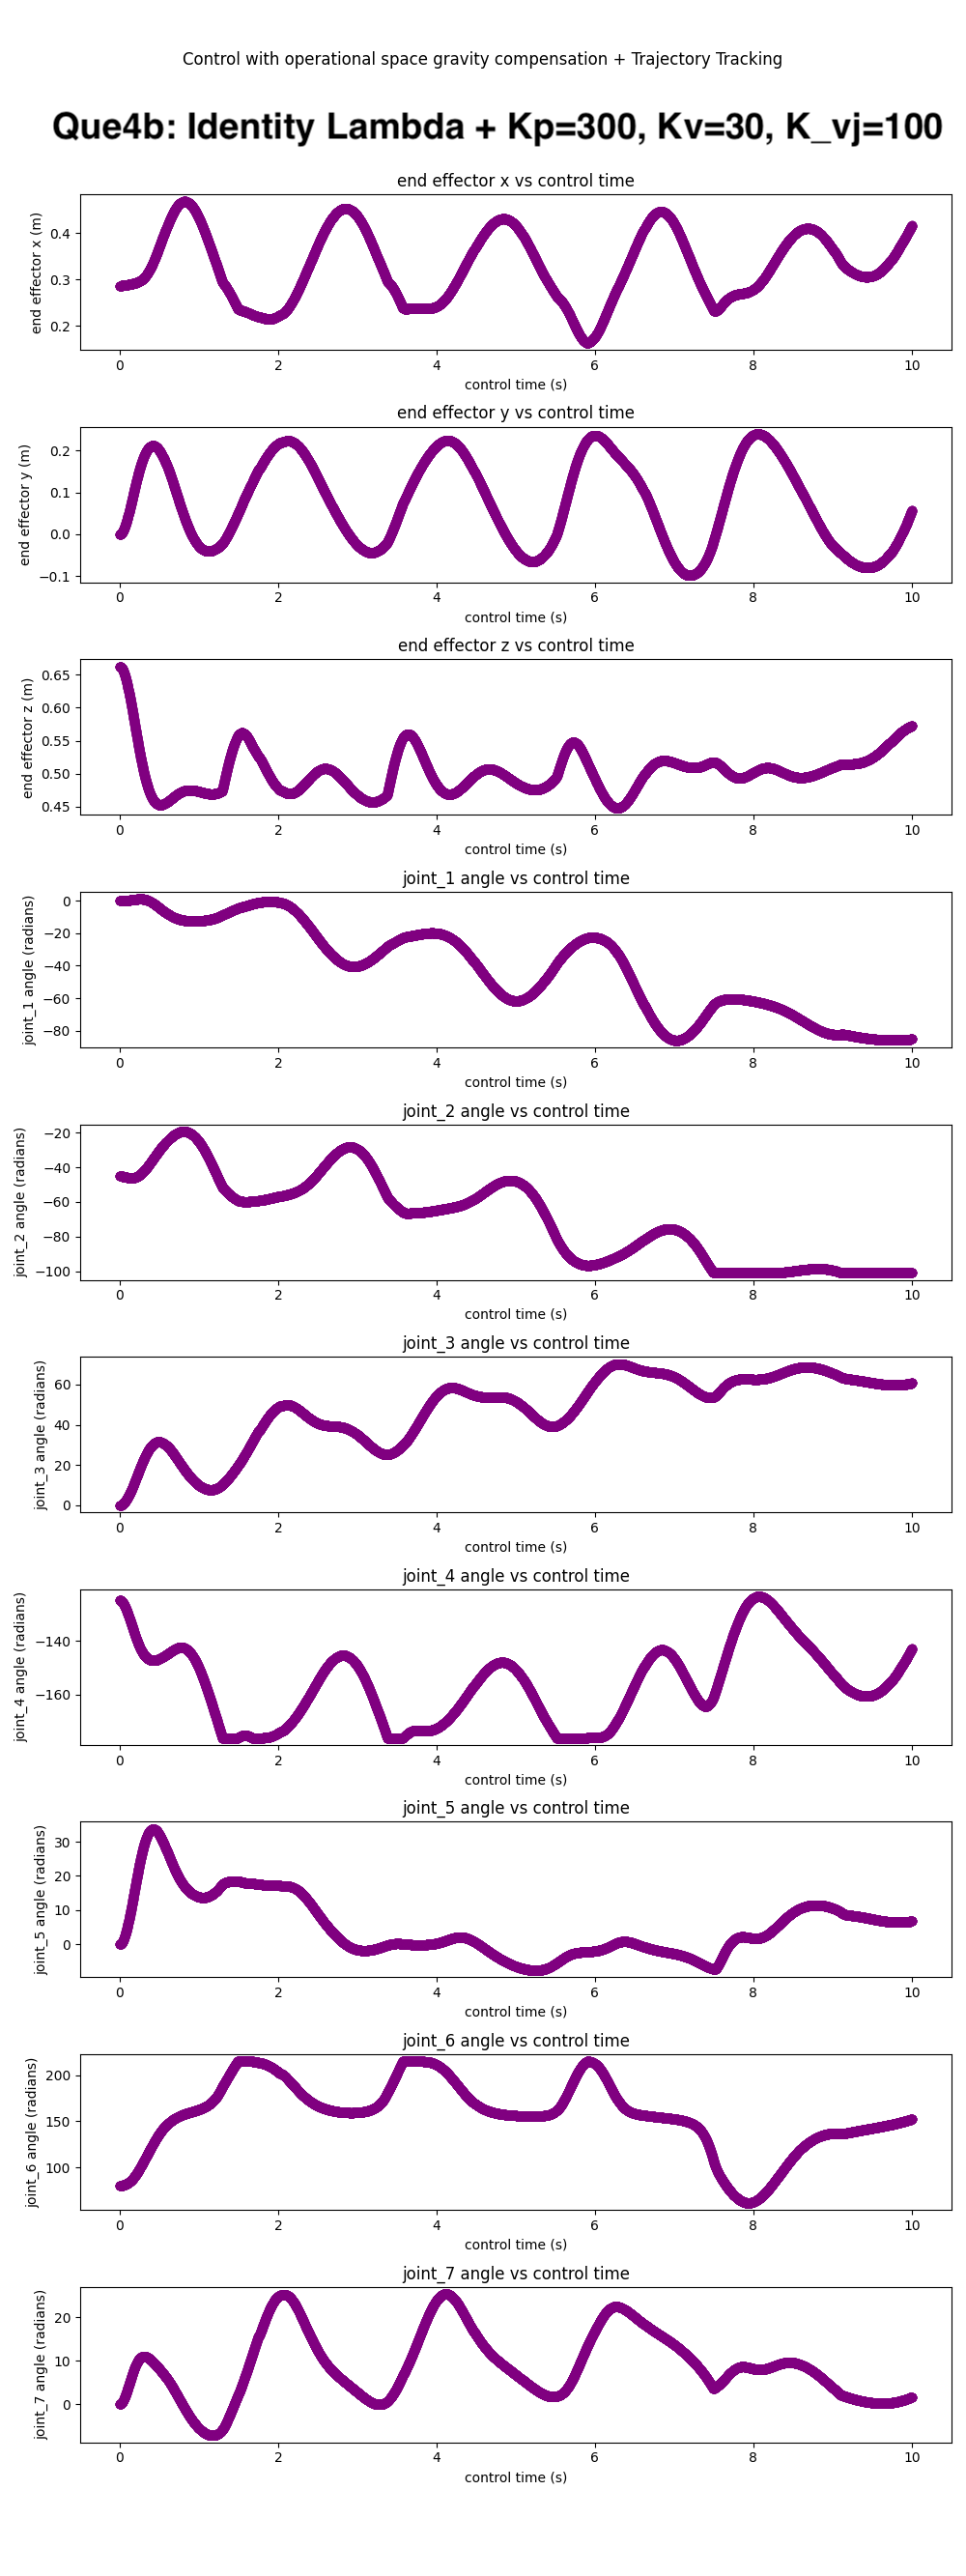 Control with operational space gravity compensation + Trajectory Tracking
Que4b: Identity Lambda + Kp=300, Kv=30, K_vj=100
end effector x vs control time
end effector x (m)
0.4
0.3
0.2
0 2 4 6 8 10
control time (s)
end effector y vs control time
end effector y (m)
0.2
0.1
0.0
−0.1
0 2 4 6 8 10
control time (s)
end effector z vs control time
end effector z (m)
0.65
0.60
0.55
0.50
0.45
0 2 4 6 8 10
control time (s)
joint_1 angle vs control time
joint_1 angle (radians)
0
−20
−40
−60
−80
0 2 4 6 8 10
control time (s)
joint_2 angle vs control time
joint_2 angle (radians)
−20
−40
−60
−80
−100
0 2 4 6 8 10
control time (s)
joint_3 angle vs control time
joint_3 angle (radians)
60
40
20
0
0 2 4 6 8 10
control time (s)
joint_4 angle vs control time
joint_4 angle (radians)
−140
−160
0 2 4 6 8 10
control time (s)
joint_5 angle vs control time
joint_5 angle (radians)
30
20
10
0
0 2 4 6 8 10
control time (s)
joint_6 angle vs control time
joint_6 angle (radians)
200
150
100
0 2 4 6 8 10
control time (s)
joint_7 angle vs control time
joint_7 angle (radians)
20
10
0
0 2 4 6 8 10
control time (s)